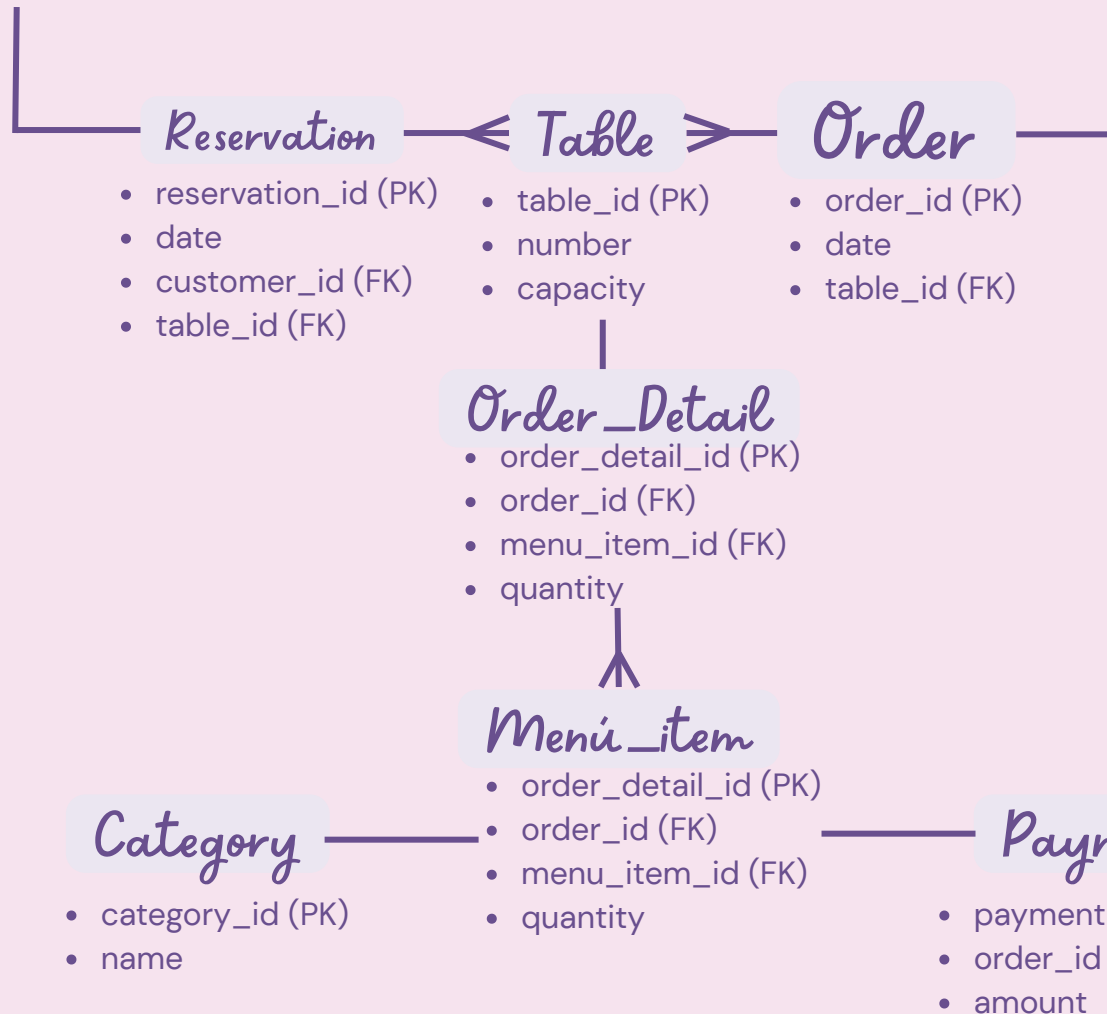 Reservation
• reservation_id (PK)
• date
• customer_id (FK)
• table_id (FK)
Table
• table_id (PK)
• number
• capacity
Order
• order_id (PK)
• date
• table_id (FK)
Order_Detail
• order_detail_id (PK)
• order_id (FK)
• menu_item_id (FK)
• quantity
Menú_item
• order_detail_id (PK)
• order_id (FK)
• menu_item_id (FK)
• quantity
Category
• category_id (PK)
• name
• payment
• order_id
• amount